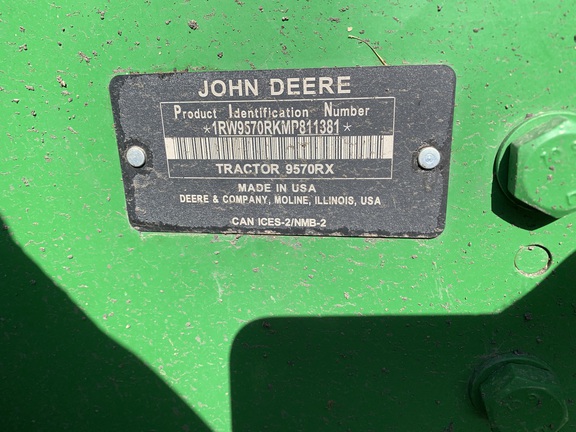 JOHN DEERE
Product Identification Number
*1RW9570RKMP811381*
TRACTOR 9570RX
MADE IN USA
DEERE & COMPANY, MOLINE, ILLINOIS, USA
CAN ICES-2/NMB-2